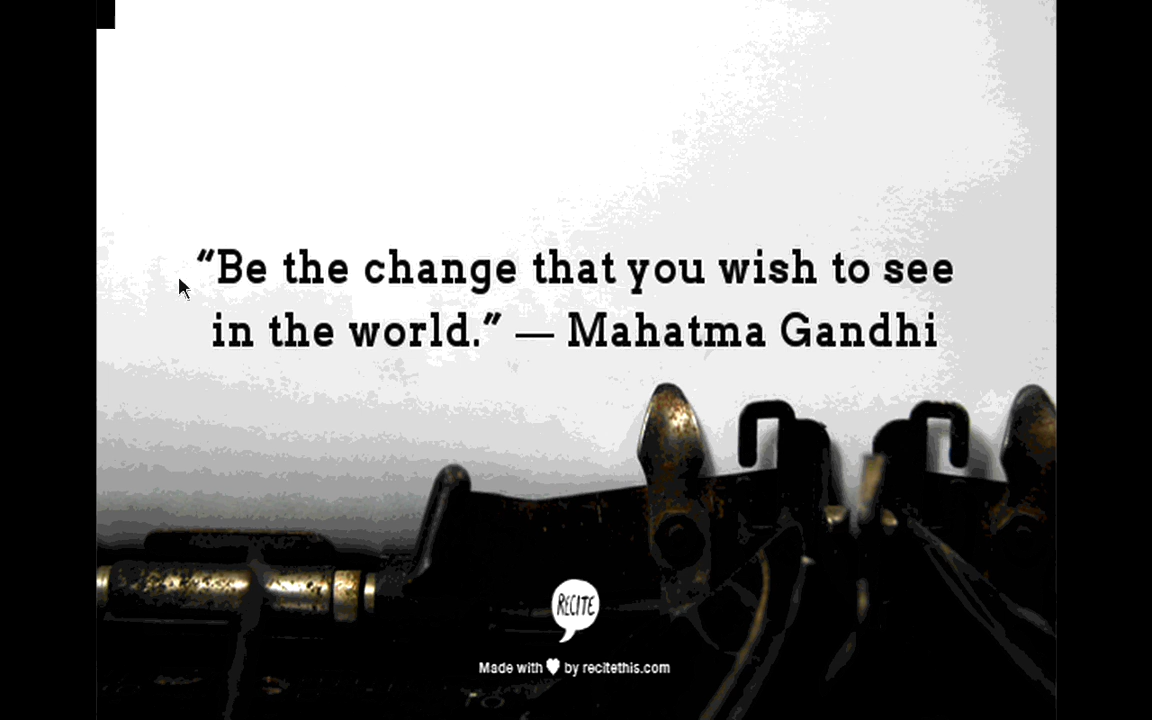 “Be the change that you wish to see
in the world.” — Mahatma Gandhi
RECITE
Made with ♥ by recitethis.com